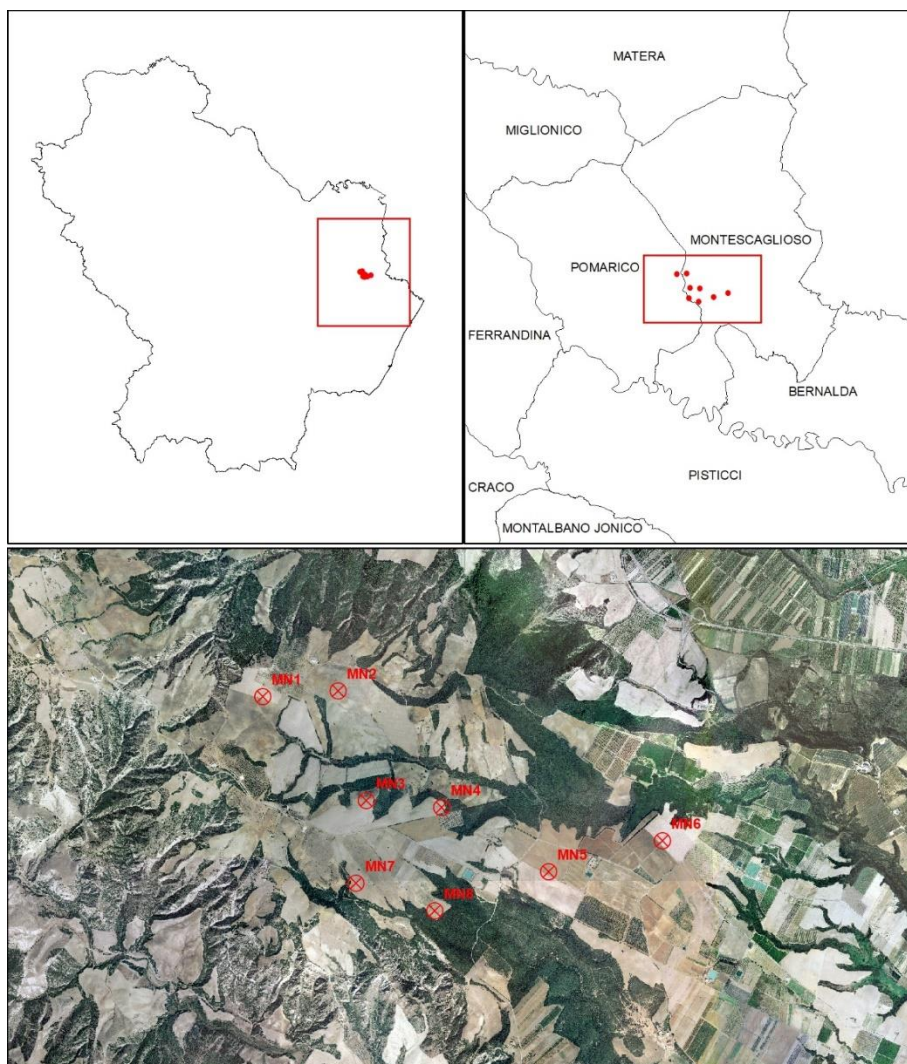 MATERA
MIGLIONICO
MONTESCAGLIOSO
POMARICO
FERRANDINA
BERNALDA
PISTICCI
CRACO
MONTALBANO JONICO
MN1
MN2
MN3
MN4
MN6
MN5
MN7
MN8